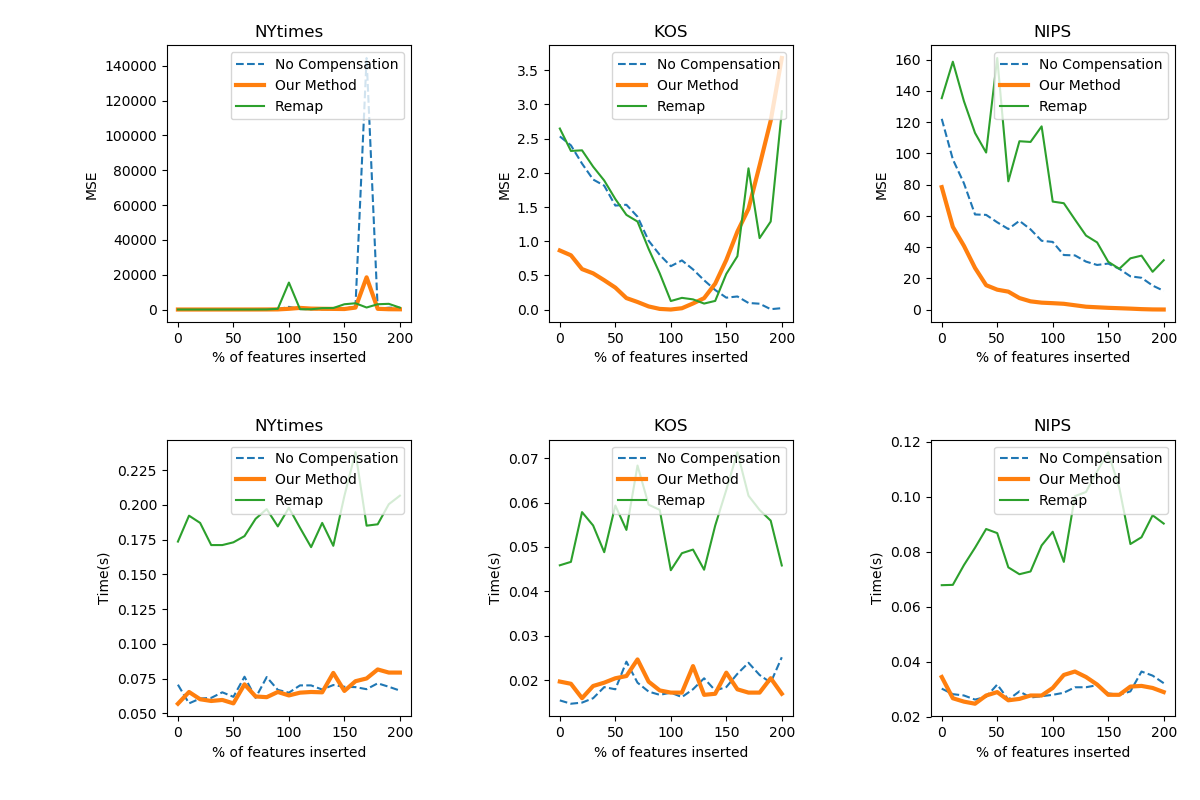 NYtimes
KOS
NIPS
MSE
140000
120000
100000
80000
60000
40000
20000
0
No Compensation
Our Method
Remap
0
50
100
150
200
% of features inserted
MSE
3.5
3.0
2.5
2.0
1.5
1.0
0.5
0.0
No Compensation
Our Method
Remap
0
50
100
150
200
% of features inserted
MSE
160
140
120
100
80
60
40
20
0
No Compensation
Our Method
Remap
0
50
100
150
200
% of features inserted
NYtimes
KOS
NIPS
Time(s)
0.225
0.200
0.175
0.150
0.125
0.100
0.075
0.050
No Compensation
Our Method
Remap
0
50
100
150
200
% of features inserted
Time(s)
0.07
0.06
0.05
0.04
0.03
0.02
No Compensation
Our Method
Remap
0
50
100
150
200
% of features inserted
Time(s)
0.12
0.10
0.08
0.06
0.04
0.02
No Compensation
Our Method
Remap
0
50
100
150
200
% of features inserted